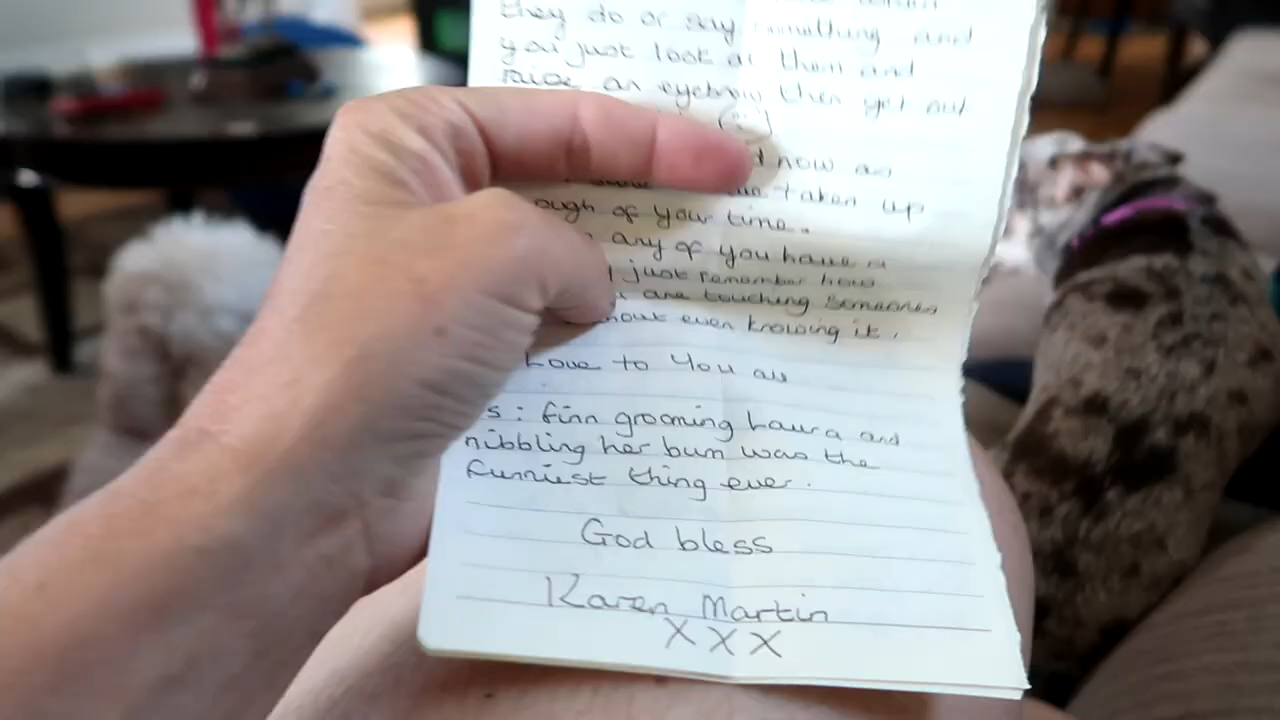 they do or say something and
you just look at them and
raise an eyebrow then get out
now as
taken up
ough of your time.
any of you have a
just remember how
are touching someones
hout even knowing it.
Love to You all
s: Finn grooming Laura and
nibbling her bum was the
funniest thing ever.
God bless
Karen Martin
XXX